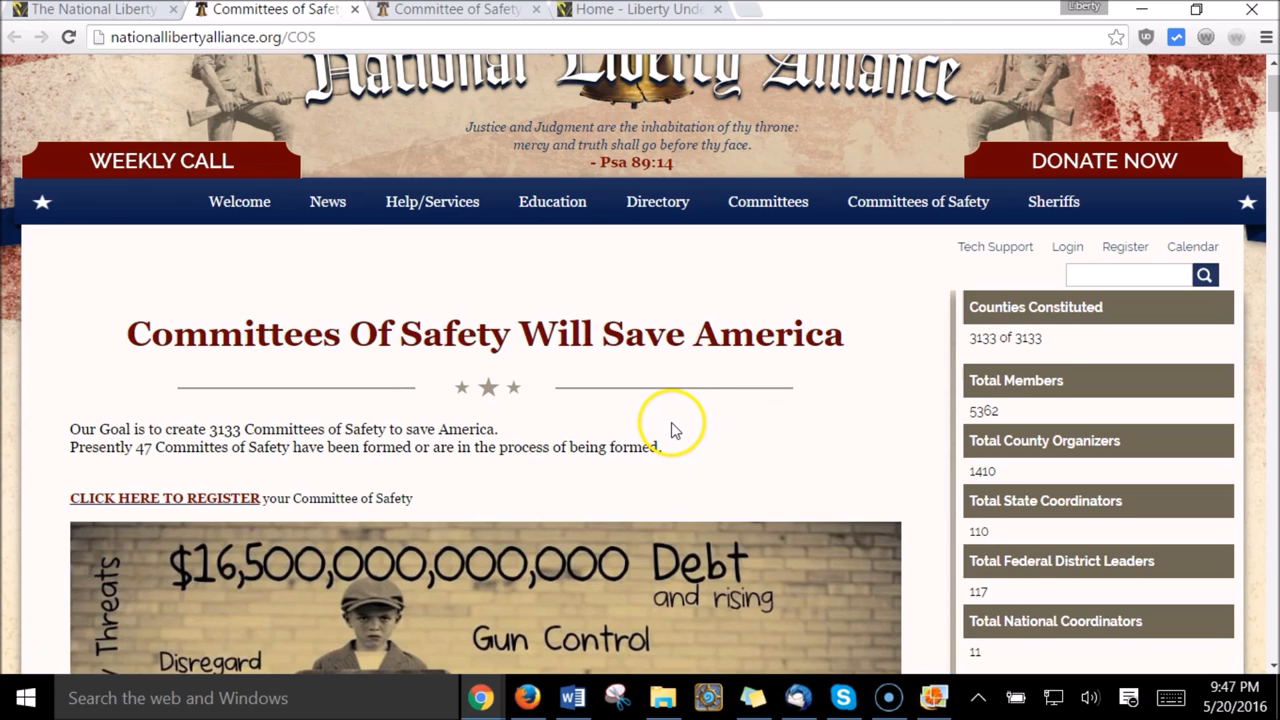 The National Liberty
Committees of Safet
Committee of Safety
Home - Liberty Und
Liberty
nationallibertyalliance.org/COS
National Liberty Alliance
Justice and Judgment are the inhabitation of thy throne:
mercy and truth shall go before thy face.
- Psa 89:14
WEEKLY CALL
DONATE NOW
Welcome News Help/Services Education Directory Committees Committees of Safety Sheriffs
Tech Support Login Register Calendar
Committees Of Safety Will Save America
Our Goal is to create 3133 Committees of Safety to save America.
Presently 47 Committes of Safety have been formed or are in the process of being formed.
CLICK HERE TO REGISTER your Committee of Safety
$16,500,000,000,000 Debt
and rising
Threats
Gun Control
Disregard
Counties Constituted
3133 of 3133
Total Members
5362
Total County Organizers
1410
Total State Coordinators
110
Total Federal District Leaders
117
Total National Coordinators
11
Search the web and Windows
9:47 PM
5/20/2016